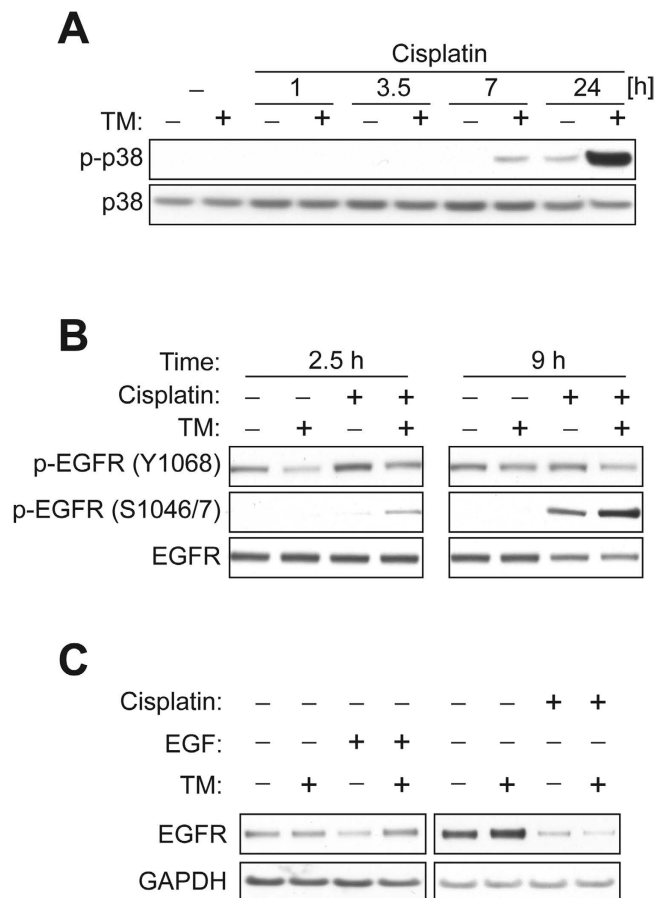 A
Cisplatin
– 1 3.5 7 24 [h]
TM: – + – + – + – + – +
p-p38
p38
B
Time: 2.5 h 9 h
Cisplatin: – – + + – – + +
TM: – + – + – + – +
p-EGFR (Y1068)
p-EGFR (S1046/7)
EGFR
C
Cisplatin: – – – – – – + +
EGF: – – + + – – – –
TM: – + – + – + – +
EGFR
GAPDH